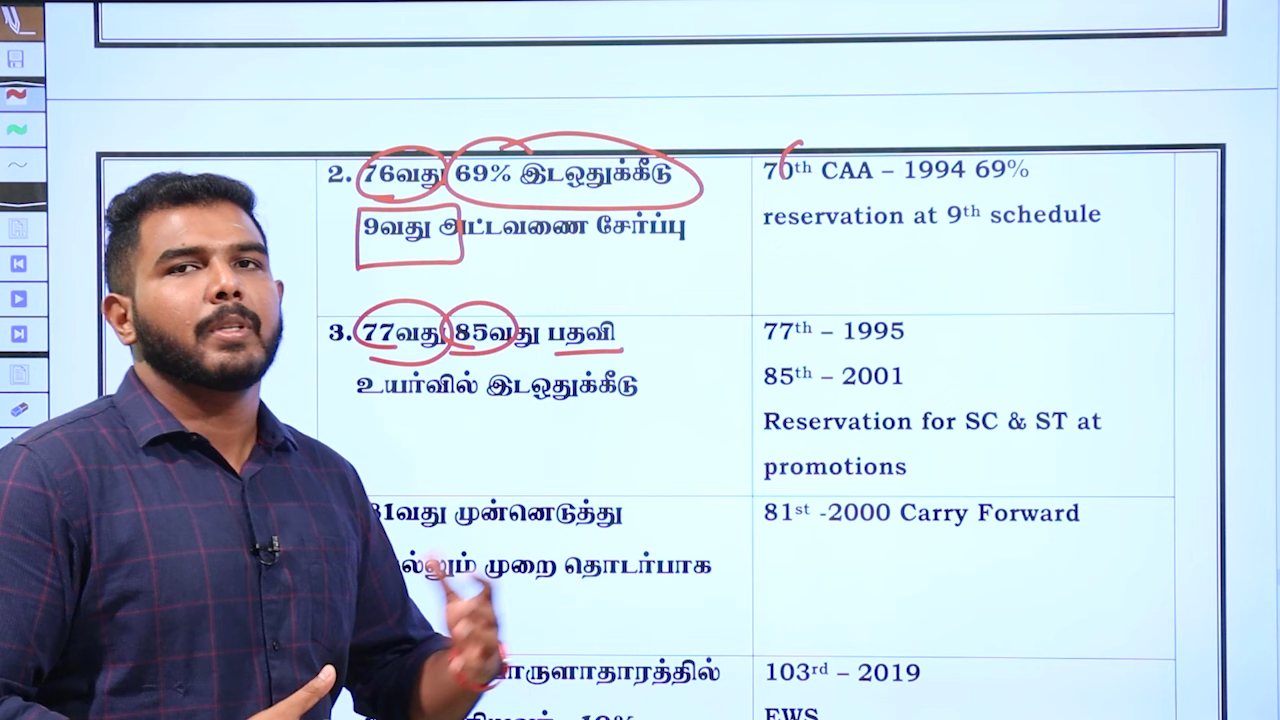 2. 76வது 69% இடஒதுக்கீடு
9வது அட்டவணை சேர்ப்பு
70th CAA – 1994 69%
reservation at 9th schedule
3. 77வது 85வது பதவி
உயர்வில் இடஒதுக்கீடு
77th – 1995
85th – 2001
Reservation for SC & ST at
promotions
81வது முன்னெடுத்து
முறை தொடர்பாக
81st -2000 Carry Forward
103rd – 2019
EWS